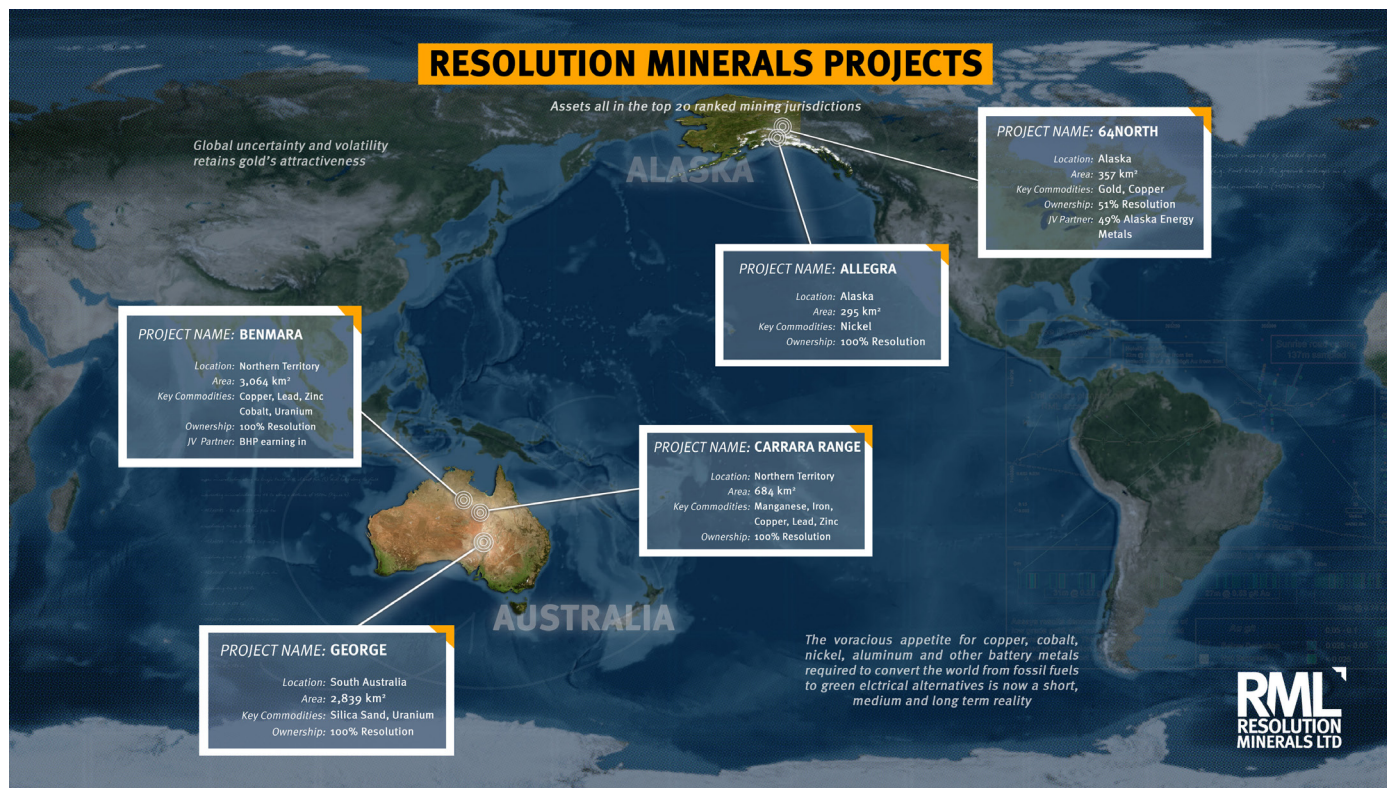 RESOLUTION MINERALS PROJECTS
Assets all in the top 20 ranked mining jurisdictions
Global uncertainty and volatility
retains gold's attractiveness
ALASKA
PROJECT NAME: 64NORTH
Location: Alaska
Area: 357 km²
Key Commodities: Gold, Copper
Ownership: 51% Resolution
JV Partner: 49% Alaska Energy
Metals
PROJECT NAME: ALLEGRA
Location: Alaska
Area: 295 km²
Key Commodities: Nickel
Ownership: 100% Resolution
PROJECT NAME: BENMARA
Location: Northern Territory
Area: 3,064 km²
Key Commodities: Copper, Lead, Zinc
Cobalt, Uranium
Ownership: 100% Resolution
JV Partner: BHP earning in
PROJECT NAME: CARRARA RANGE
Location: Northern Territory
Area: 684 km²
Key Commodities: Manganese, Iron,
Copper, Lead, Zinc
Ownership: 100% Resolution
AUSTRALIA
PROJECT NAME: GEORGE
Location: South Australia
Area: 2,839 km²
Key Commodities: Silica Sand, Uranium
Ownership: 100% Resolution
The voracious appetite for copper, cobalt,
nickel, aluminum and other battery metals
required to convert the world from fossil fuels
to green elctrical alternatives is now a short,
medium and long term reality
RML
RESOLUTION
MINERALS LTD